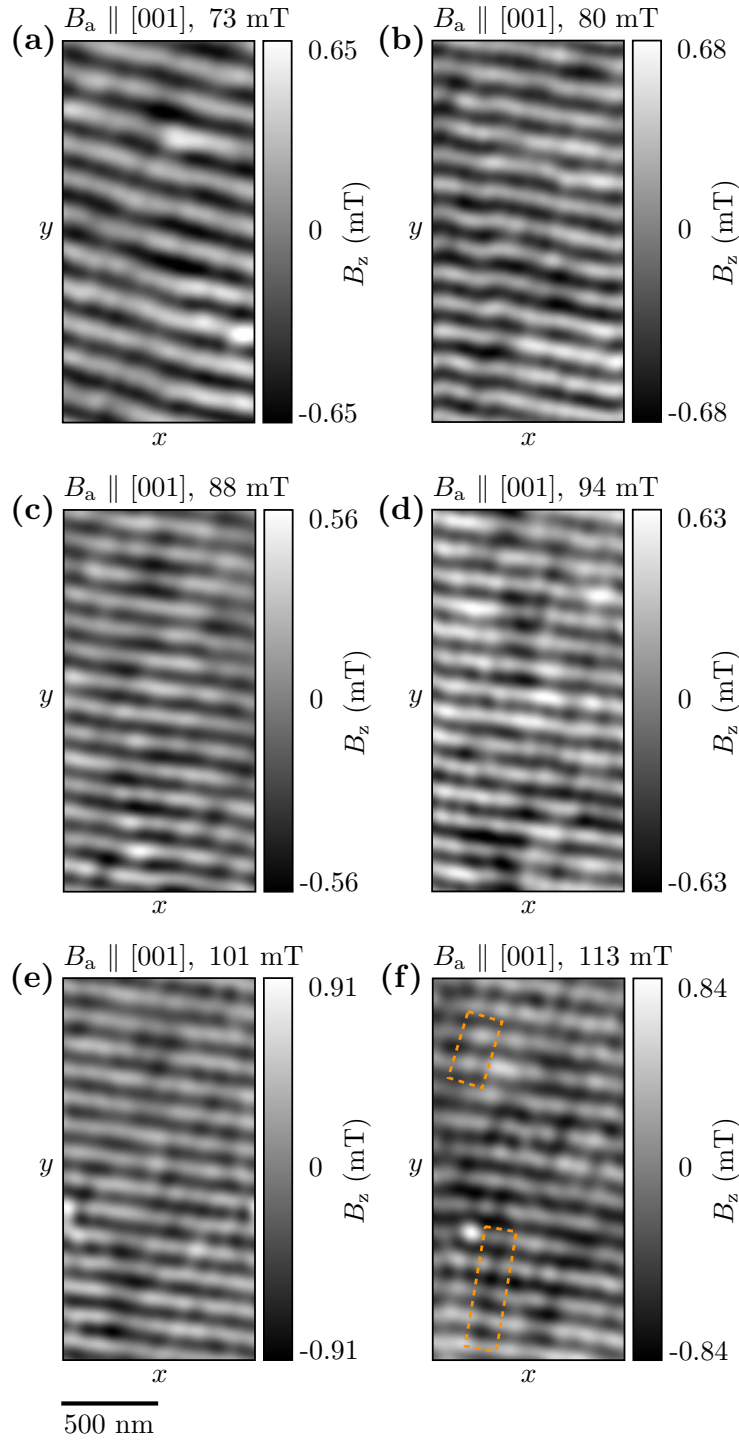 (a)
B_a ∥ [001], 73 mT
0.65
0
-0.65
B_z (mT)
y
x
(b)
B_a ∥ [001], 80 mT
0.68
0
-0.68
B_z (mT)
y
x
(c)
B_a ∥ [001], 88 mT
0.56
0
-0.56
B_z (mT)
y
x
(d)
B_a ∥ [001], 94 mT
0.63
0
-0.63
B_z (mT)
y
x
(e)
B_a ∥ [001], 101 mT
0.91
0
-0.91
B_z (mT)
y
x
(f)
B_a ∥ [001], 113 mT
0.84
0
-0.84
B_z (mT)
y
x
500 nm